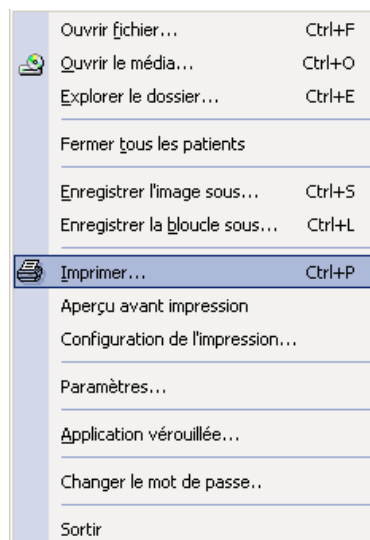 Ouvrir fichier... Ctrl+F
Ouvrir le média... Ctrl+O
Explorer le dossier... Ctrl+E
Fermer tous les patients
Enregistrer l'image sous... Ctrl+S
Enregistrer la bloucle sous... Ctrl+L
Imprimer... Ctrl+P
Aperçu avant impression
Configuration de l'impression...
Paramètres...
Application vérouillée...
Changer le mot de passe..
Sortir